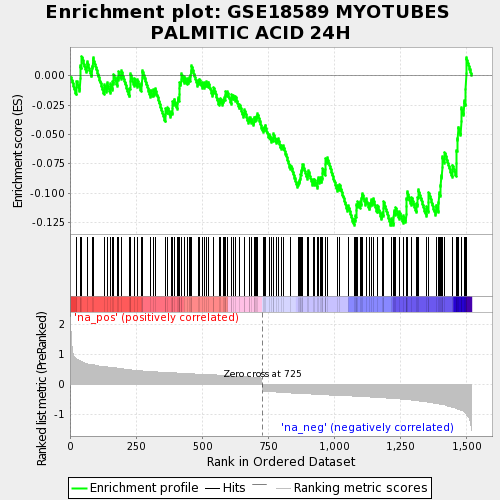 Enrichment plot: GSE18589 MYOTUBES
PALMITIC ACID 24H
Enrichment score (ES)
0.000
-0.025
-0.050
-0.075
-0.100
-0.125
Ranked list metric (PreRanked)
2
1
0
-1
'na_pos' (positively correlated)
Zero cross at 725
'na_neg' (negatively correlated)
0
250
500
750
1,000
1,250
1,500
Rank in Ordered Dataset
Enrichment profile
Hits
Ranking metric scores